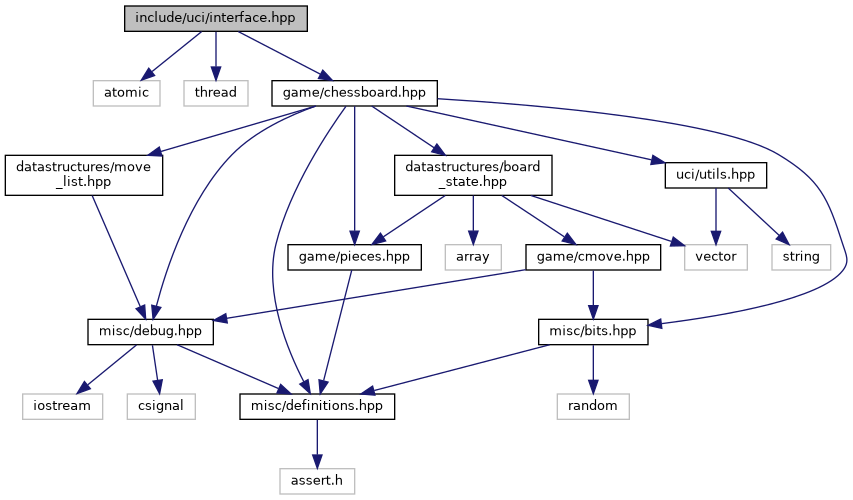 include/uci/interface.hpp
atomic
thread
game/chessboard.hpp
datastructures/move
_list.hpp
datastructures/board
_state.hpp
uci/utils.hpp
game/pieces.hpp
array
game/cmove.hpp
vector
string
misc/debug.hpp
misc/bits.hpp
iostream
csignal
misc/definitions.hpp
random
assert.h